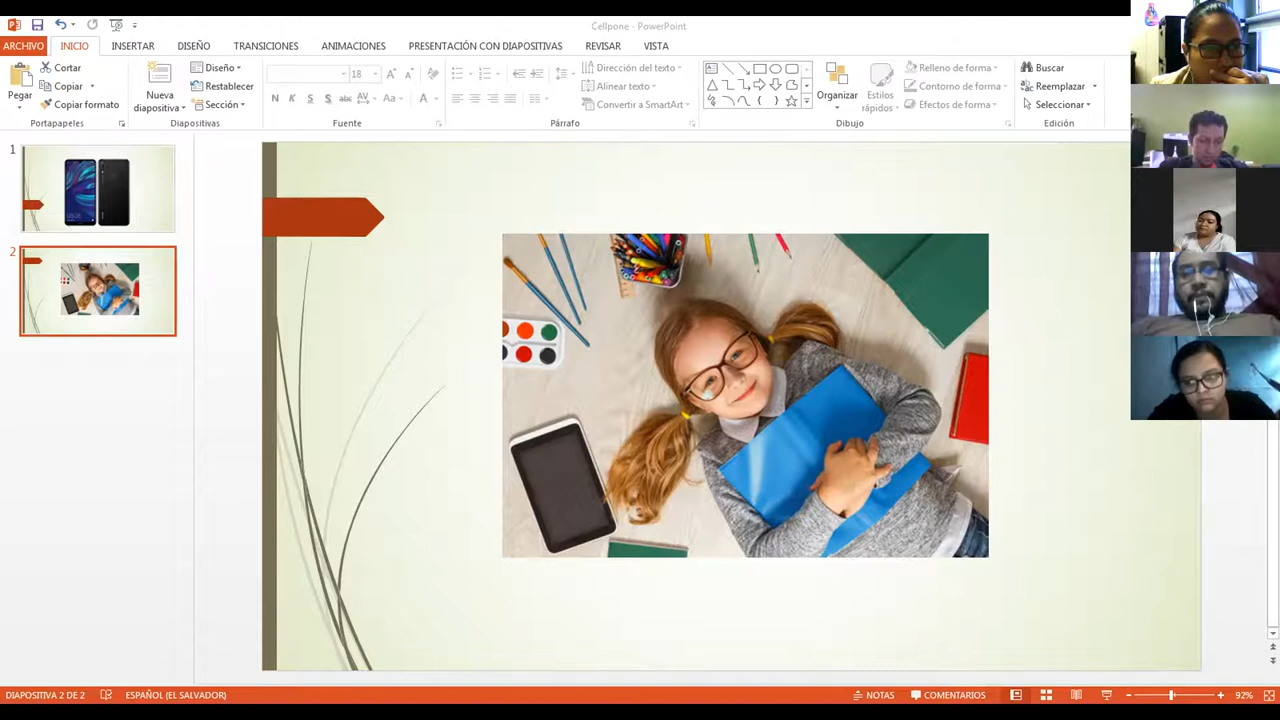 Cellpone - PowerPoint
ARCHIVO INICIO INSERTAR DISEÑO TRANSICIONES ANIMACIONES PRESENTACIÓN CON DIAPOSITIVAS REVISAR VISTA
Pegar
Cortar
Copiar
Copiar formato
Portapapeles
Nueva diapositiva
Diseño
Restablecer
Sección
Diapositivas
18
N K S S abc AV Aa A
Fuente
Dirección del texto
Alinear texto
Convertir a SmartArt
Párrafo
Organizar
Estilos rápidos
Relleno de forma
Contorno de forma
Efectos de forma
Dibujo
Buscar
Reemplazar
Seleccionar
Edición
1
2
DIAPOSITIVA 2 DE 2 ESPAÑOL (EL SALVADOR) NOTAS COMENTARIOS 92%